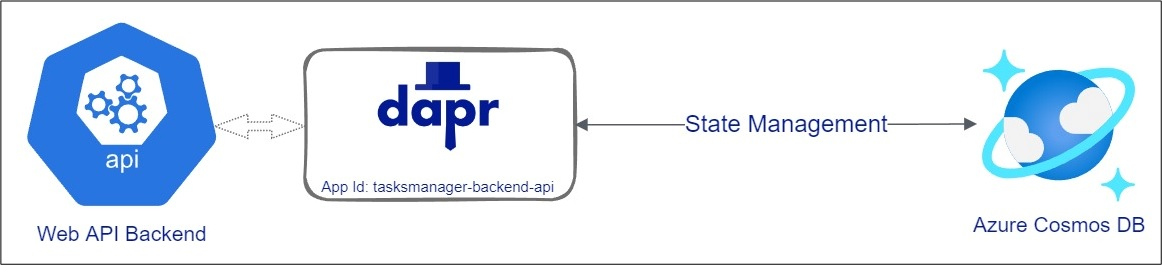 api
Web API Backend
dapr
App Id: tasksmanager-backend-api
State Management
Azure Cosmos DB